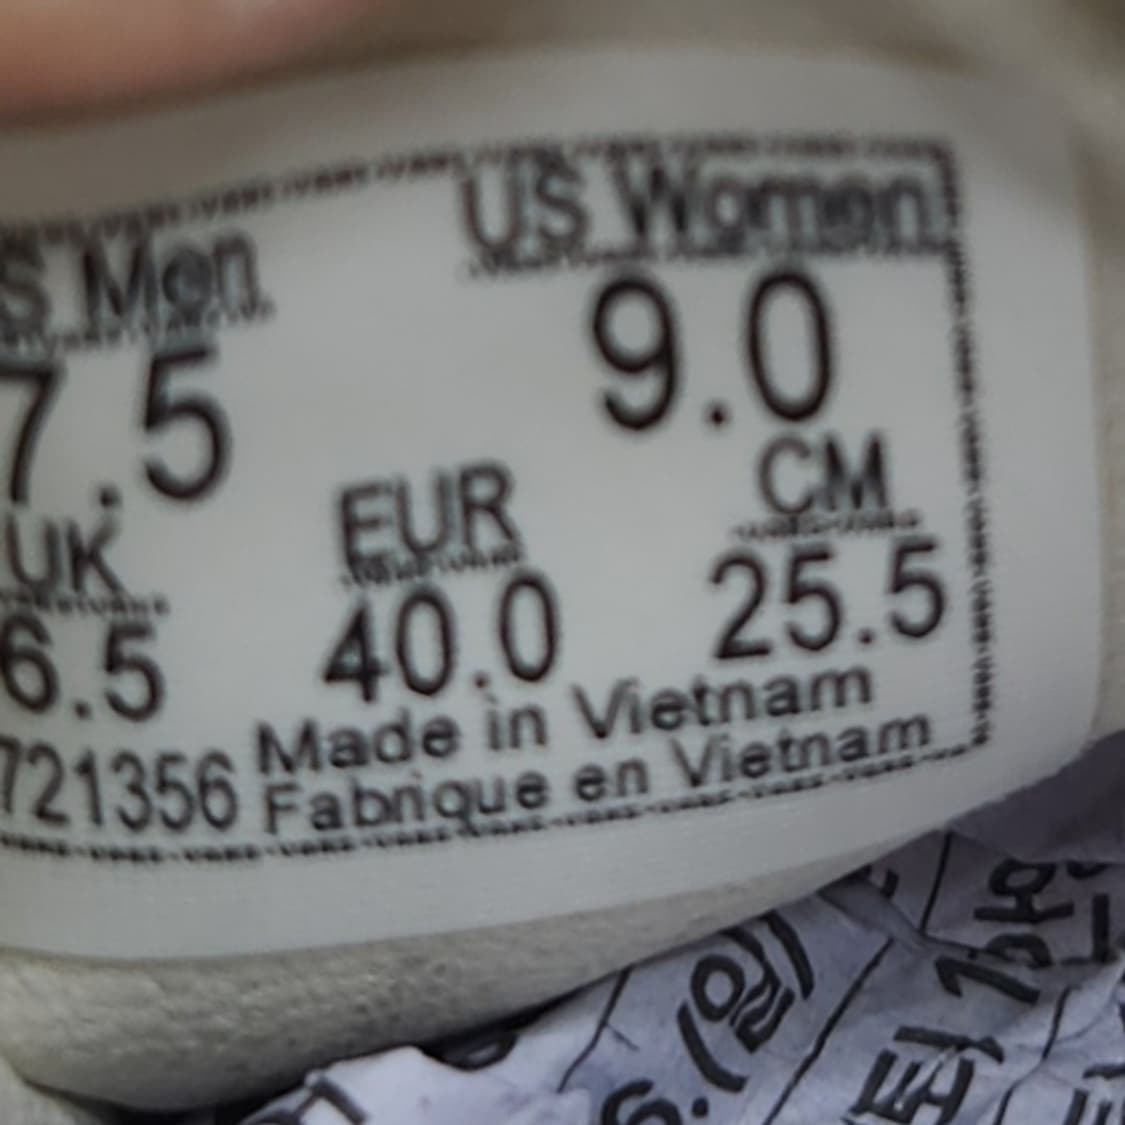 S Men US Women
7.5 9.0
UK EUR CM
6.5 40.0 25.5
721356 Made in Vietnam
Fabrique en Vietnam